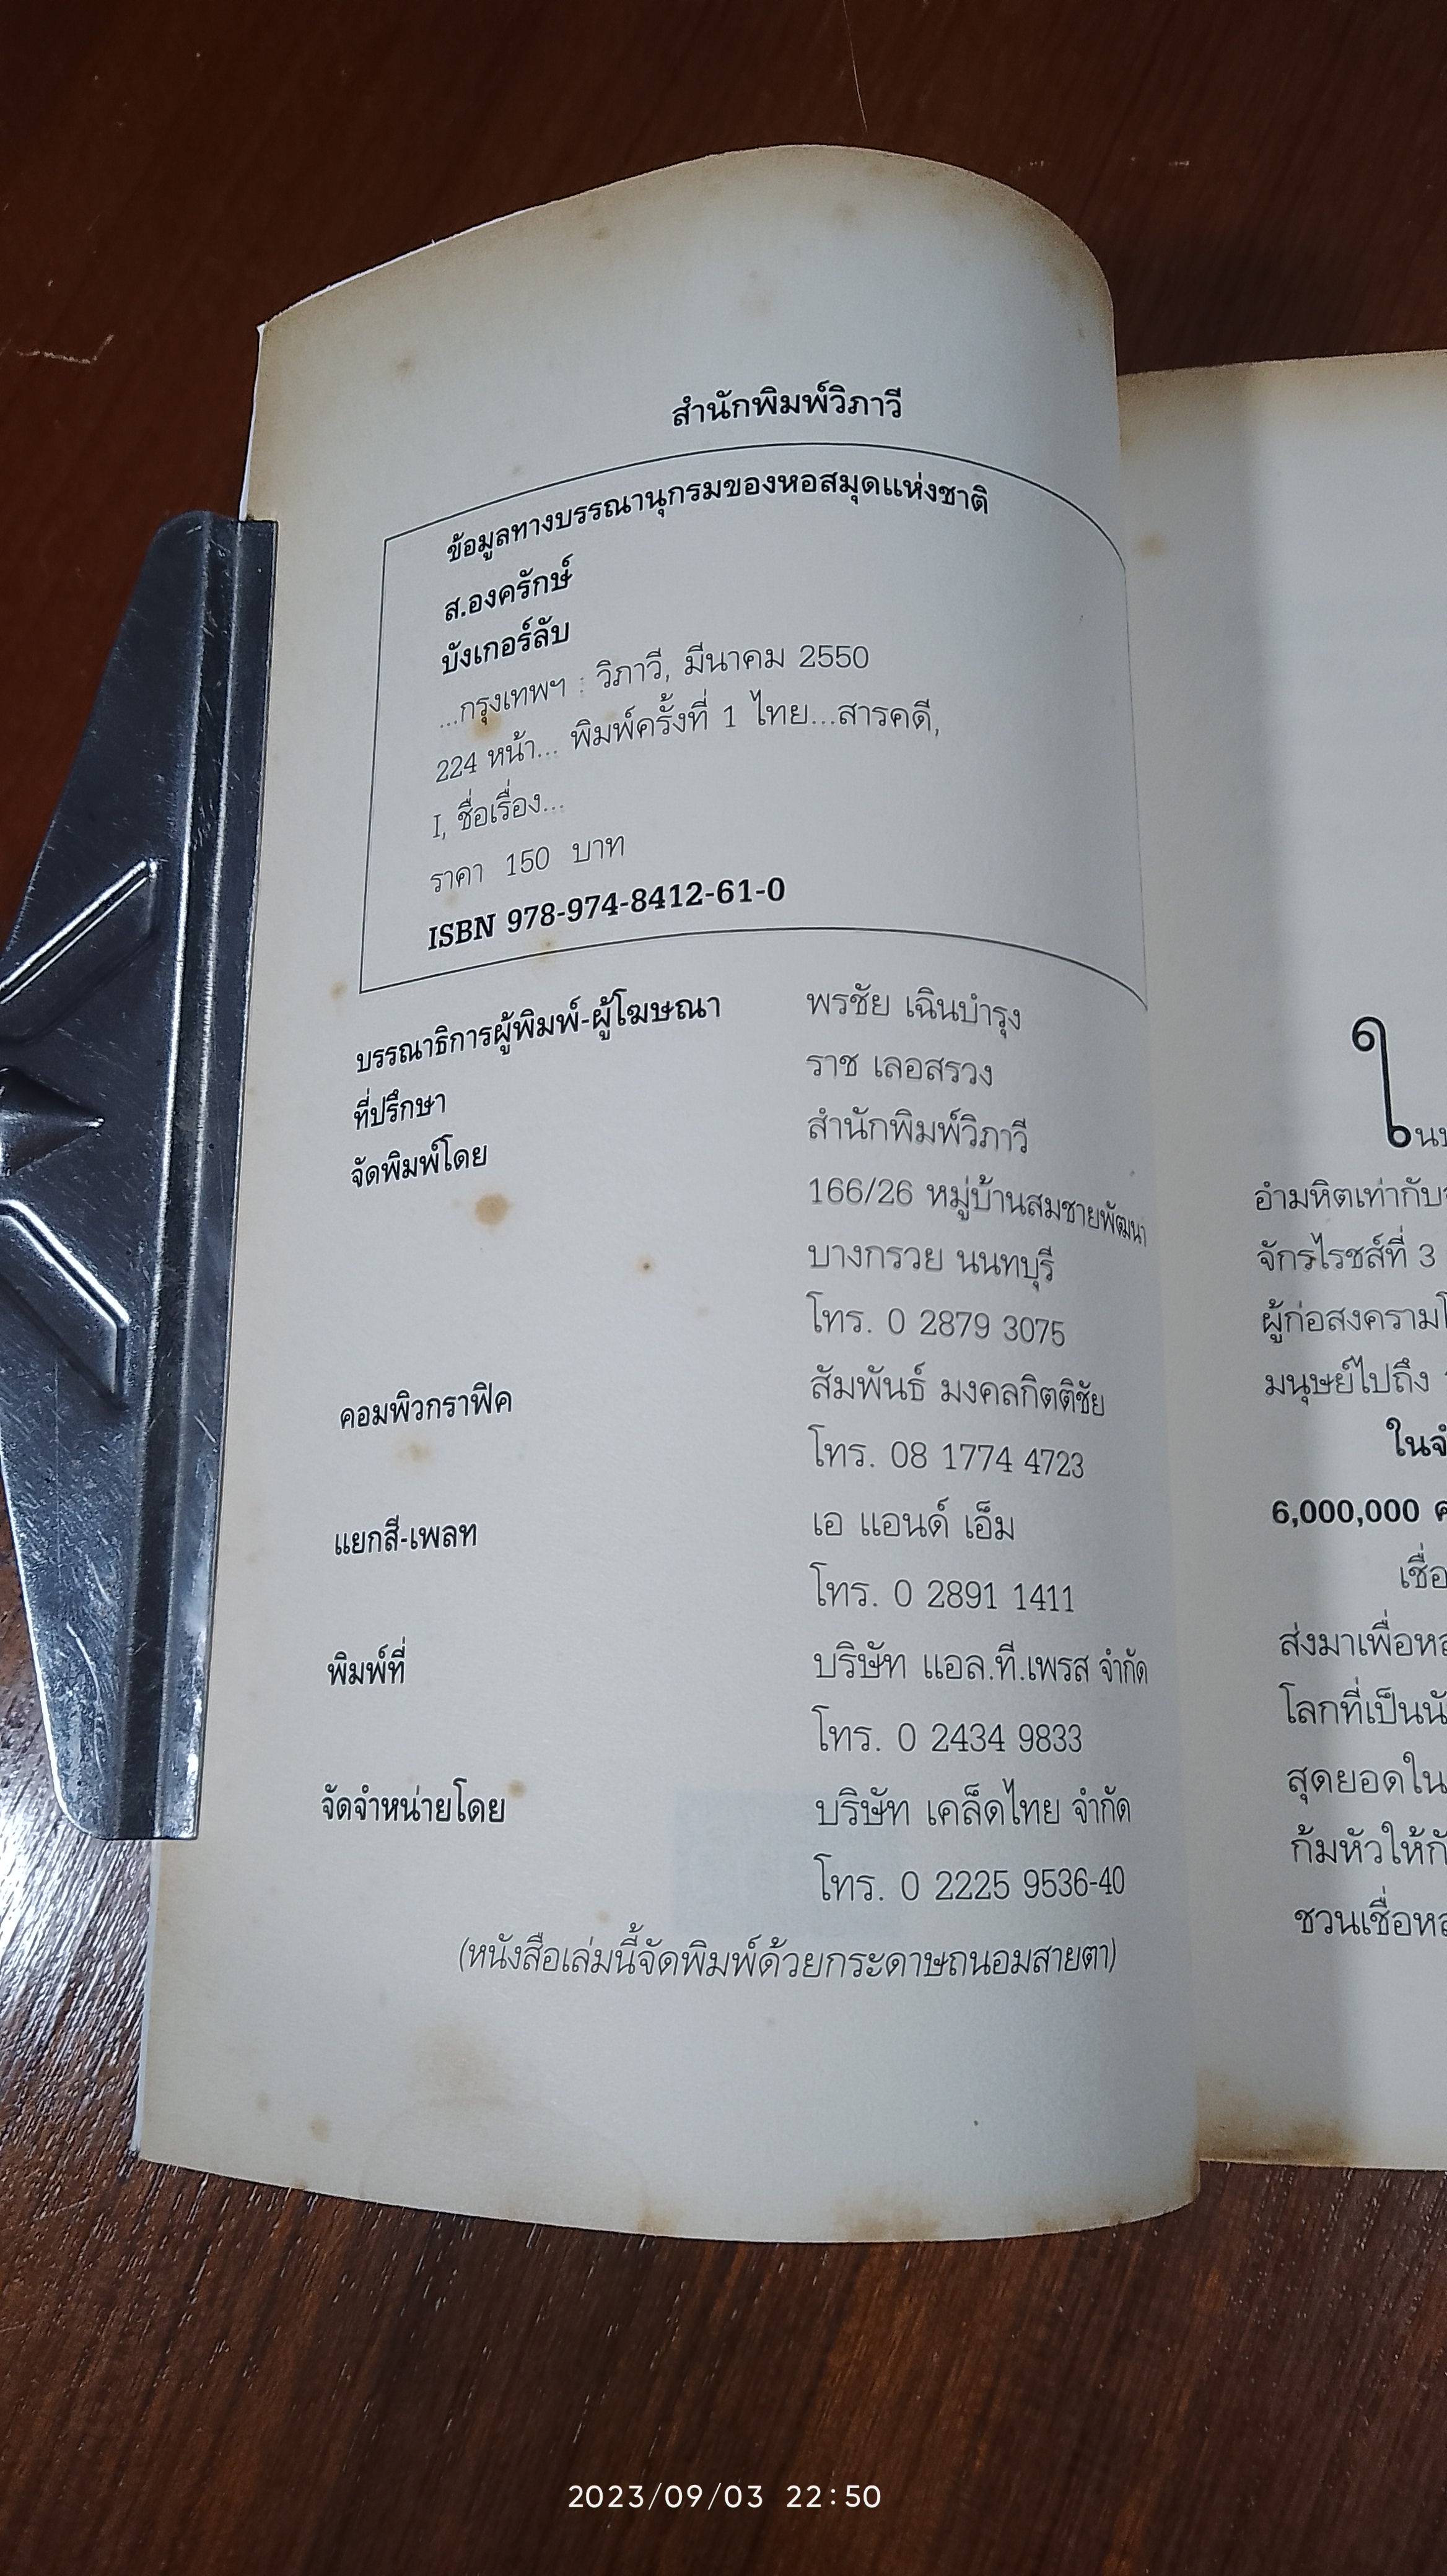 สำนักพิมพ์วิภาวี
ข้อมูลทางบรรณานุกรมของหอสมุดแห่งชาติ
ส.องครักษ์
บังเกอร์ลับ
...กรุงเทพฯ : วิภาวี, มีนาคม 2550
224 หน้า... พิมพ์ครั้งที่ 1 ไทย...สารคดี,
I, ชื่อเรื่อง...
ราคา 150 บาท
ISBN 978-974-8412-61-0
บรรณาธิการผู้พิมพ์-ผู้โฆษณา พรชัย เฉินบำรุง
ที่ปรึกษา ราช เลอสรวง
จัดพิมพ์โดย สำนักพิมพ์วิภาวี
166/26 หมู่บ้านสมชายพัฒนา
บางกรวย นนทบุรี
โทร. 0 2879 3075
คอมพิวกราฟิค สัมพันธ์ มงคลกิตติชัย
โทร. 08 1774 4723
แยกสี-เพลท เอ แอนด์ เอ็ม
โทร. 0 2891 1411
พิมพ์ที่ บริษัท แอล.ที.เพรส จำกัด
โทร. 0 2434 9833
จัดจำหน่ายโดย บริษัท เคล็ดไทย จำกัด
โทร. 0 2225 9536-40
(หนังสือเล่มนี้จัดพิมพ์ด้วยกระดาษถนอมสายตา)
อำมหิตเท่ากับ
จักรไรชส์ที่ 3
ผู้ก่อสงคราม
มนุษย์ไปถึง
6,000,000
ส่งมาเพื่อ
โลกที่เป็น
สุดยอดใน
ก้มหัวให้
ชวนเชื่อ
2023/09/03 22:50